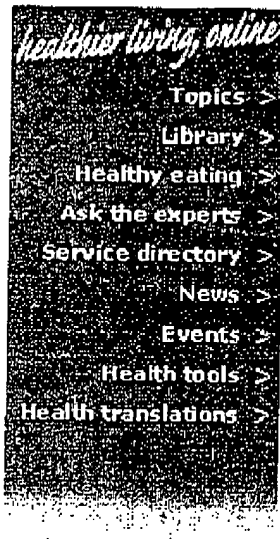 healthier living, online
Topics >
Library >
Healthy eating >
Ask the experts >
Service directory >
News >
Events >
Health tools >
Health translations >